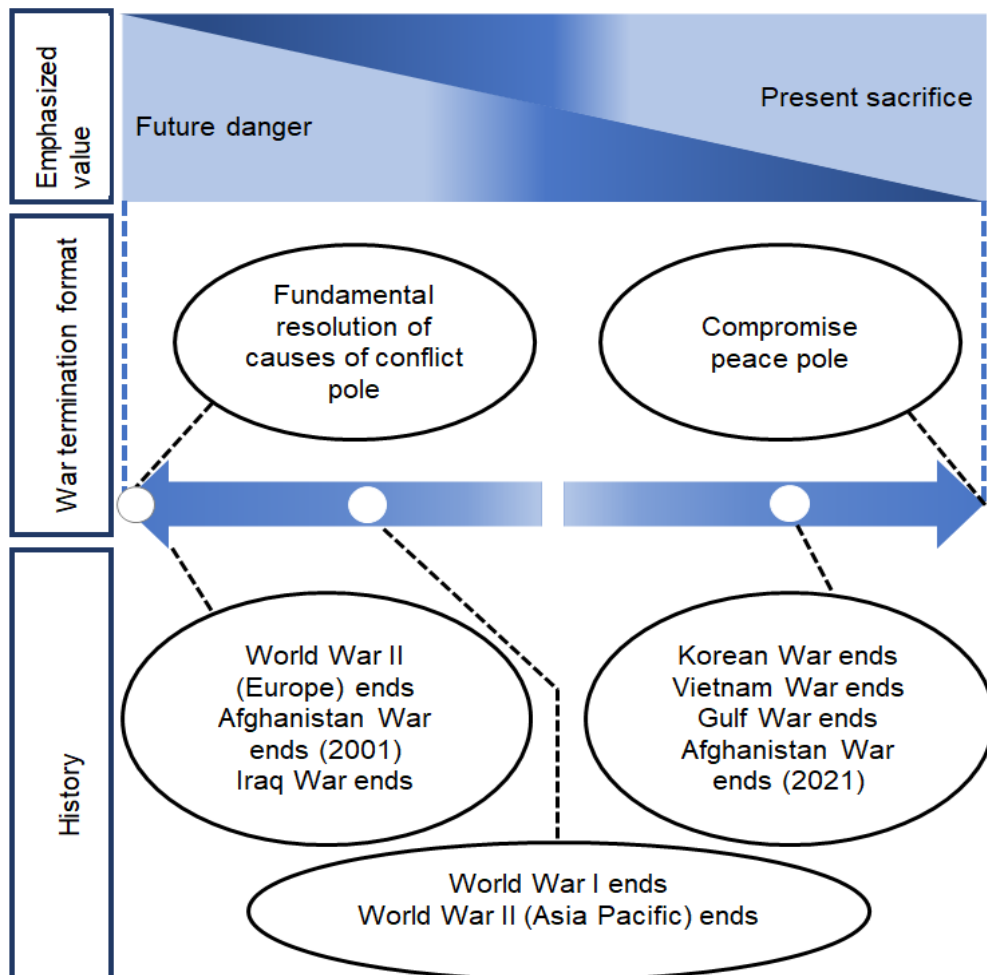 Emphasized
value
Future danger
Present sacrifice
War termination format
Fundamental
resolution of
causes of conflict
pole
Compromise
peace pole
History
World War II
(Europe) ends
Afghanistan War
ends (2001)
Iraq War ends
Korean War ends
Vietnam War ends
Gulf War ends
Afghanistan War
ends (2021)
World War I ends
World War II (Asia Pacific) ends